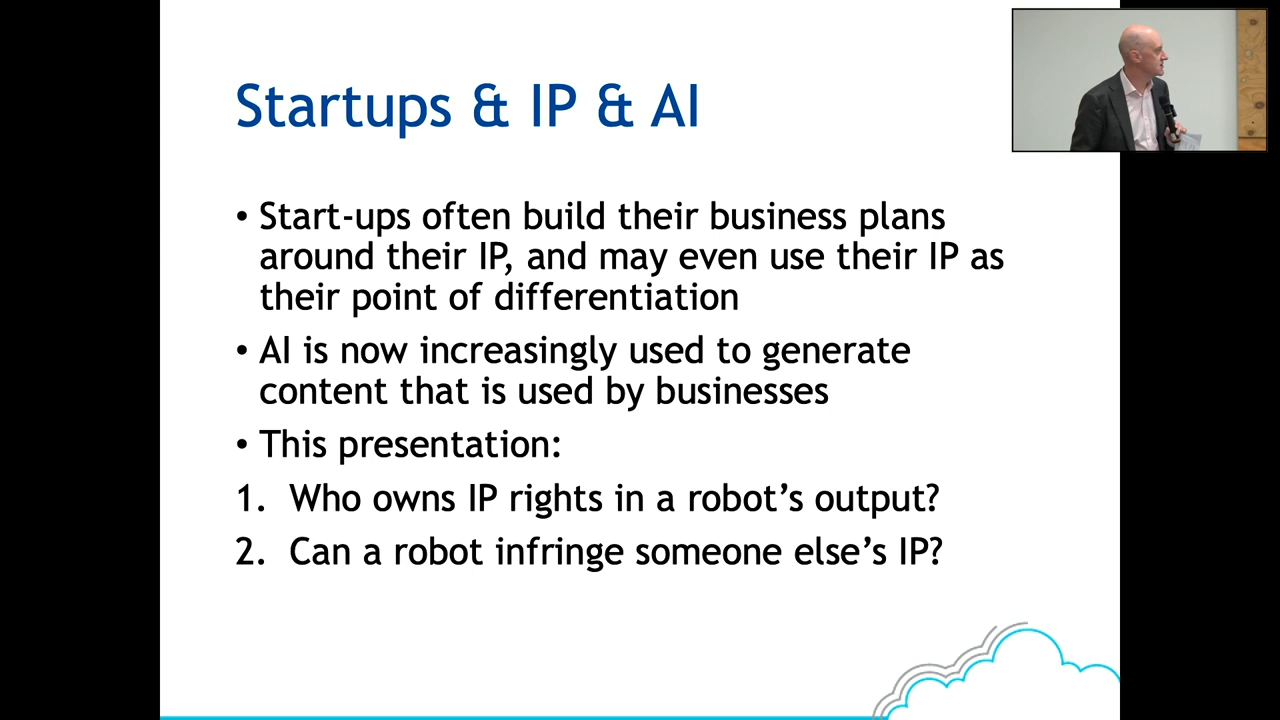 Startups & IP & AI
• Start-ups often build their business plans
around their IP, and may even use their IP as
their point of differentiation
• AI is now increasingly used to generate
content that is used by businesses
• This presentation:
1. Who owns IP rights in a robot’s output?
2. Can a robot infringe someone else’s IP?